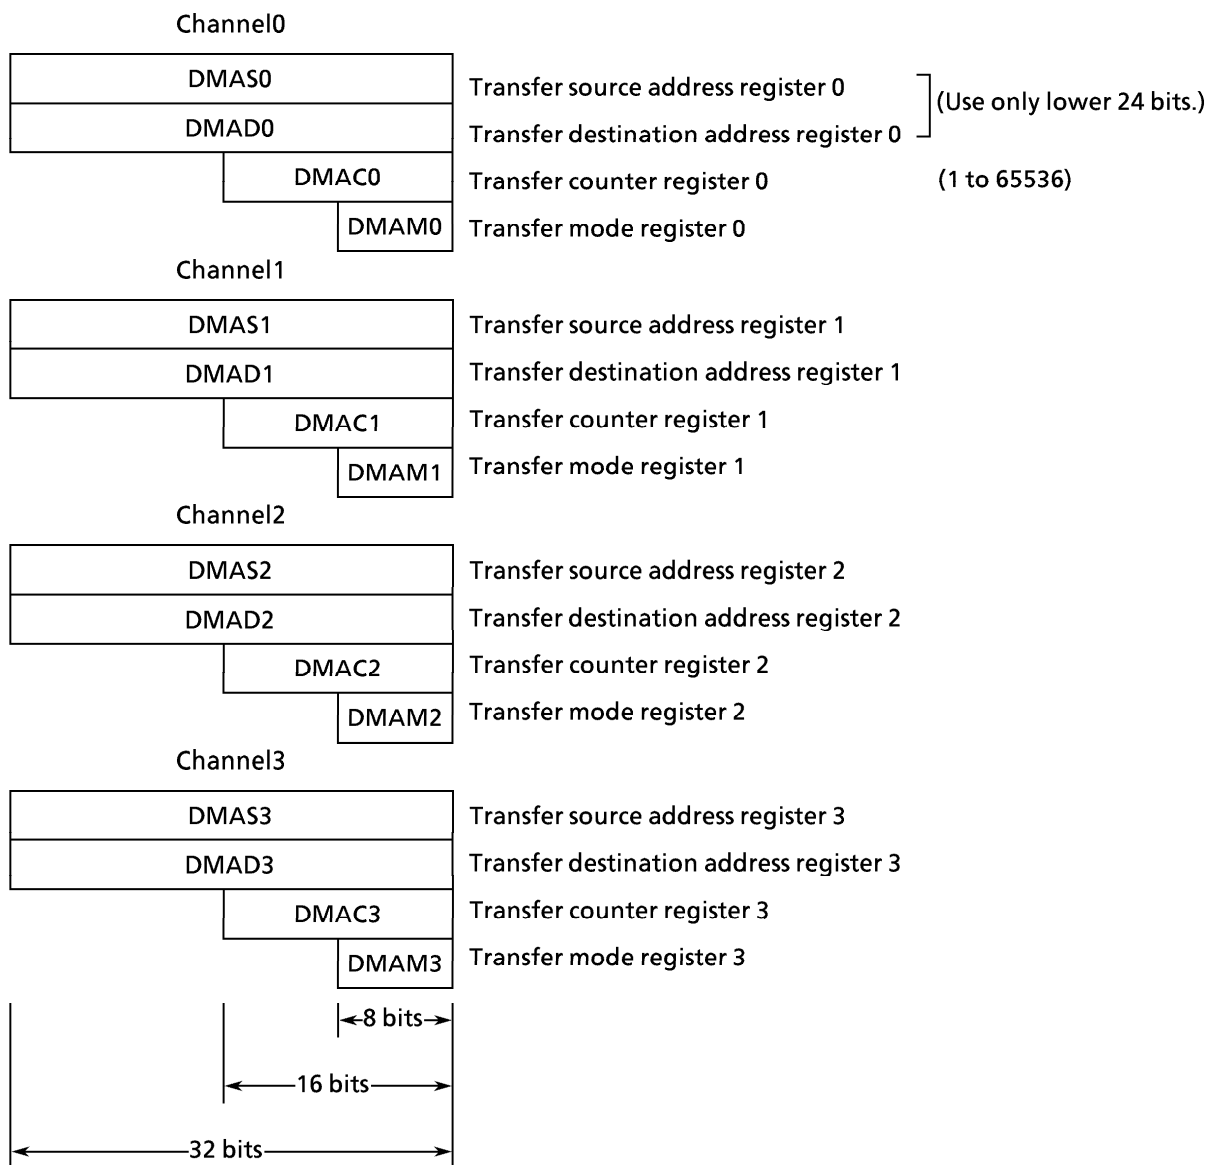 Channel0
DMAS0 Transfer source address register 0
(Use only lower 24 bits.)
DMAD0 Transfer destination address register 0
DMAC0 Transfer counter register 0 (1 to 65536)
DMAM0 Transfer mode register 0
Channel1
DMAS1 Transfer source address register 1
DMAD1 Transfer destination address register 1
DMAC1 Transfer counter register 1
DMAM1 Transfer mode register 1
Channel2
DMAS2 Transfer source address register 2
DMAD2 Transfer destination address register 2
DMAC2 Transfer counter register 2
DMAM2 Transfer mode register 2
Channel3
DMAS3 Transfer source address register 3
DMAD3 Transfer destination address register 3
DMAC3 Transfer counter register 3
DMAM3 Transfer mode register 3
8 bits
16 bits
32 bits